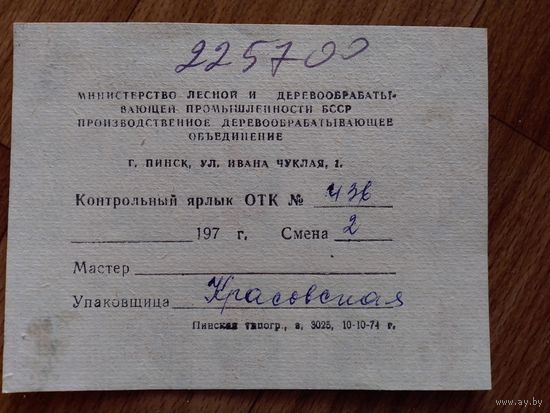 225700
МИНИСТЕРСТВО ЛЕСНОЙ И ДЕРЕВООБРАБАТЫ-
ВАЮЩЕЙ ПРОМЫШЛЕННОСТИ БССР
ПРОИЗВОДСТВЕННОЕ ДЕРЕВООБРАБАТЫВАЮЩЕЕ
ОБЪЕДИНЕНИЕ
Г. ПИНСК, УЛ. ИВАНА ЧУКЛАЯ, 1.
Контрольный ярлык ОТК № 436
197 г. Смена 2
Мастер
Упаковщица Красовская
Пинская типогр., з. 3025, 10-10-74 г.
www.ay.by